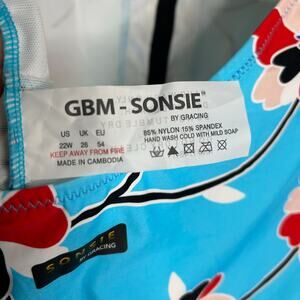 GBM - SONSIE®
BY GRACING
US UK EU
22W 26 54
85% NYLON 15% SPANDEX
HAND WASH COLD WITH MILD SOAP
KEEP AWAY FROM FIRE
MADE IN CAMBODIA
SONSIE
BY GRACING